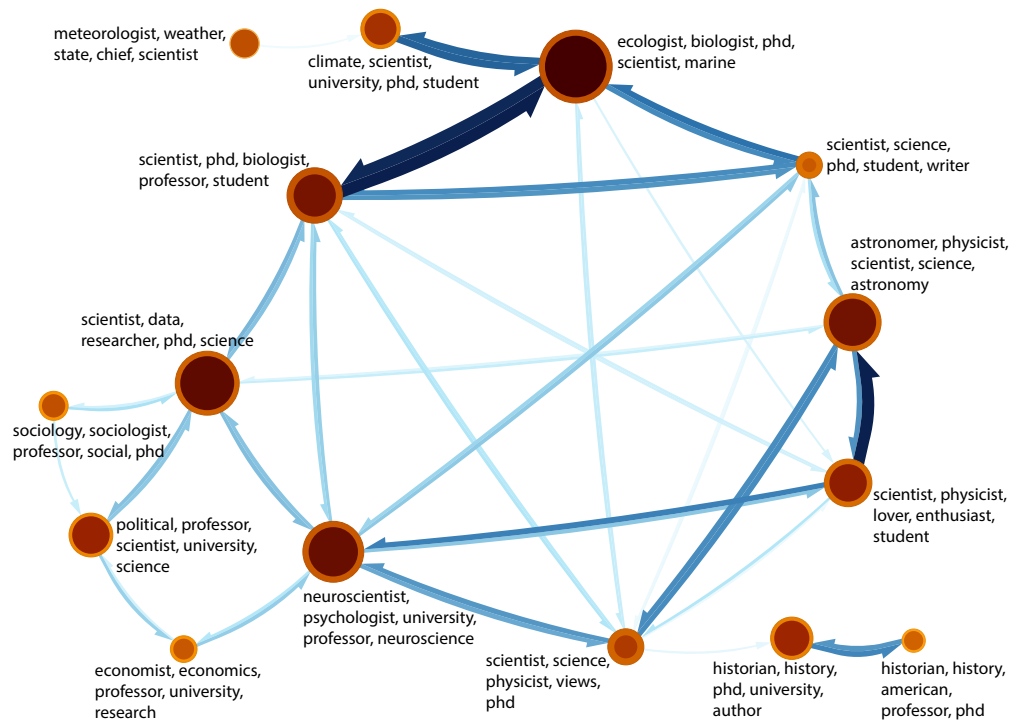 meteorologist, weather,
state, chief, scientist
climate, scientist,
university, phd, student
ecologist, biologist, phd,
scientist, marine
scientist, phd, biologist,
professor, student
scientist, science,
phd, student, writer
astronomer, physicist,
scientist, science,
astronomy
scientist, data,
researcher, phd, science
sociology, sociologist,
professor, social, phd
political, professor,
scientist, university,
science
scientist, physicist,
lover, enthusiast,
student
neuroscientist,
psychologist, university,
professor, neuroscience
economist, economics,
professor, university,
research
scientist, science,
physicist, views,
phd
historian, history,
phd, university,
author
historian, history,
american,
professor, phd